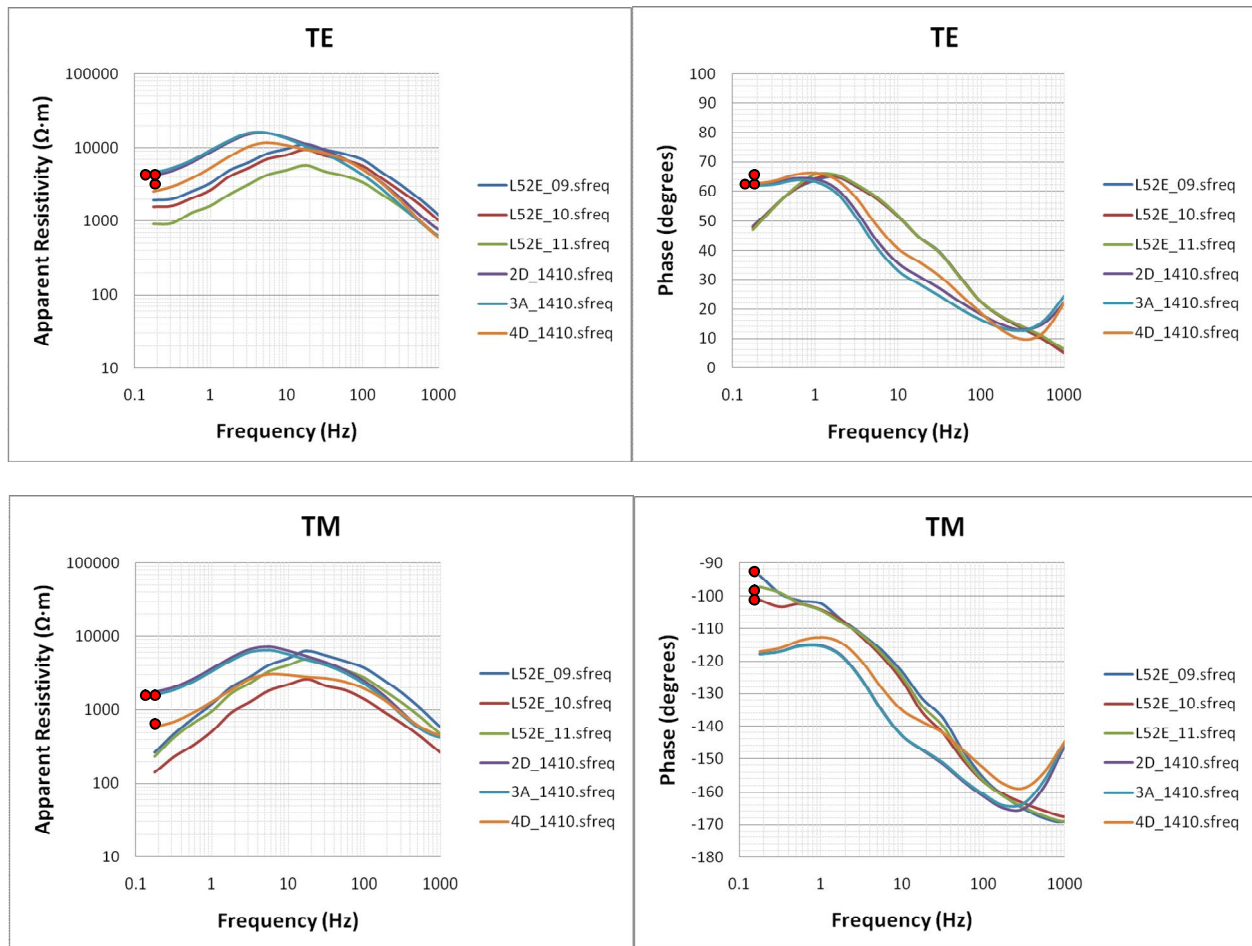 TE
Apparent Resistivity (Ω·m)
100000
10000
1000
100
10
0.1 1 10 100 1000
Frequency (Hz)
L52E_09.sfreq
L52E_10.sfreq
L52E_11.sfreq
2D_1410.sfreq
3A_1410.sfreq
4D_1410.sfreq
TE
Phase (degrees)
100
90
80
70
60
50
40
30
20
10
0
0.1 1 10 100 1000
Frequency (Hz)
L52E_09.sfreq
L52E_10.sfreq
L52E_11.sfreq
2D_1410.sfreq
3A_1410.sfreq
4D_1410.sfreq
TM
Apparent Resistivity (Ω·m)
100000
10000
1000
100
10
0.1 1 10 100 1000
Frequency (Hz)
L52E_09.sfreq
L52E_10.sfreq
L52E_11.sfreq
2D_1410.sfreq
3A_1410.sfreq
4D_1410.sfreq
TM
Phase (degrees)
-90
-100
-110
-120
-130
-140
-150
-160
-170
-180
0.1 1 10 100 1000
Frequency (Hz)
L52E_09.sfreq
L52E_10.sfreq
L52E_11.sfreq
2D_1410.sfreq
3A_1410.sfreq
4D_1410.sfreq